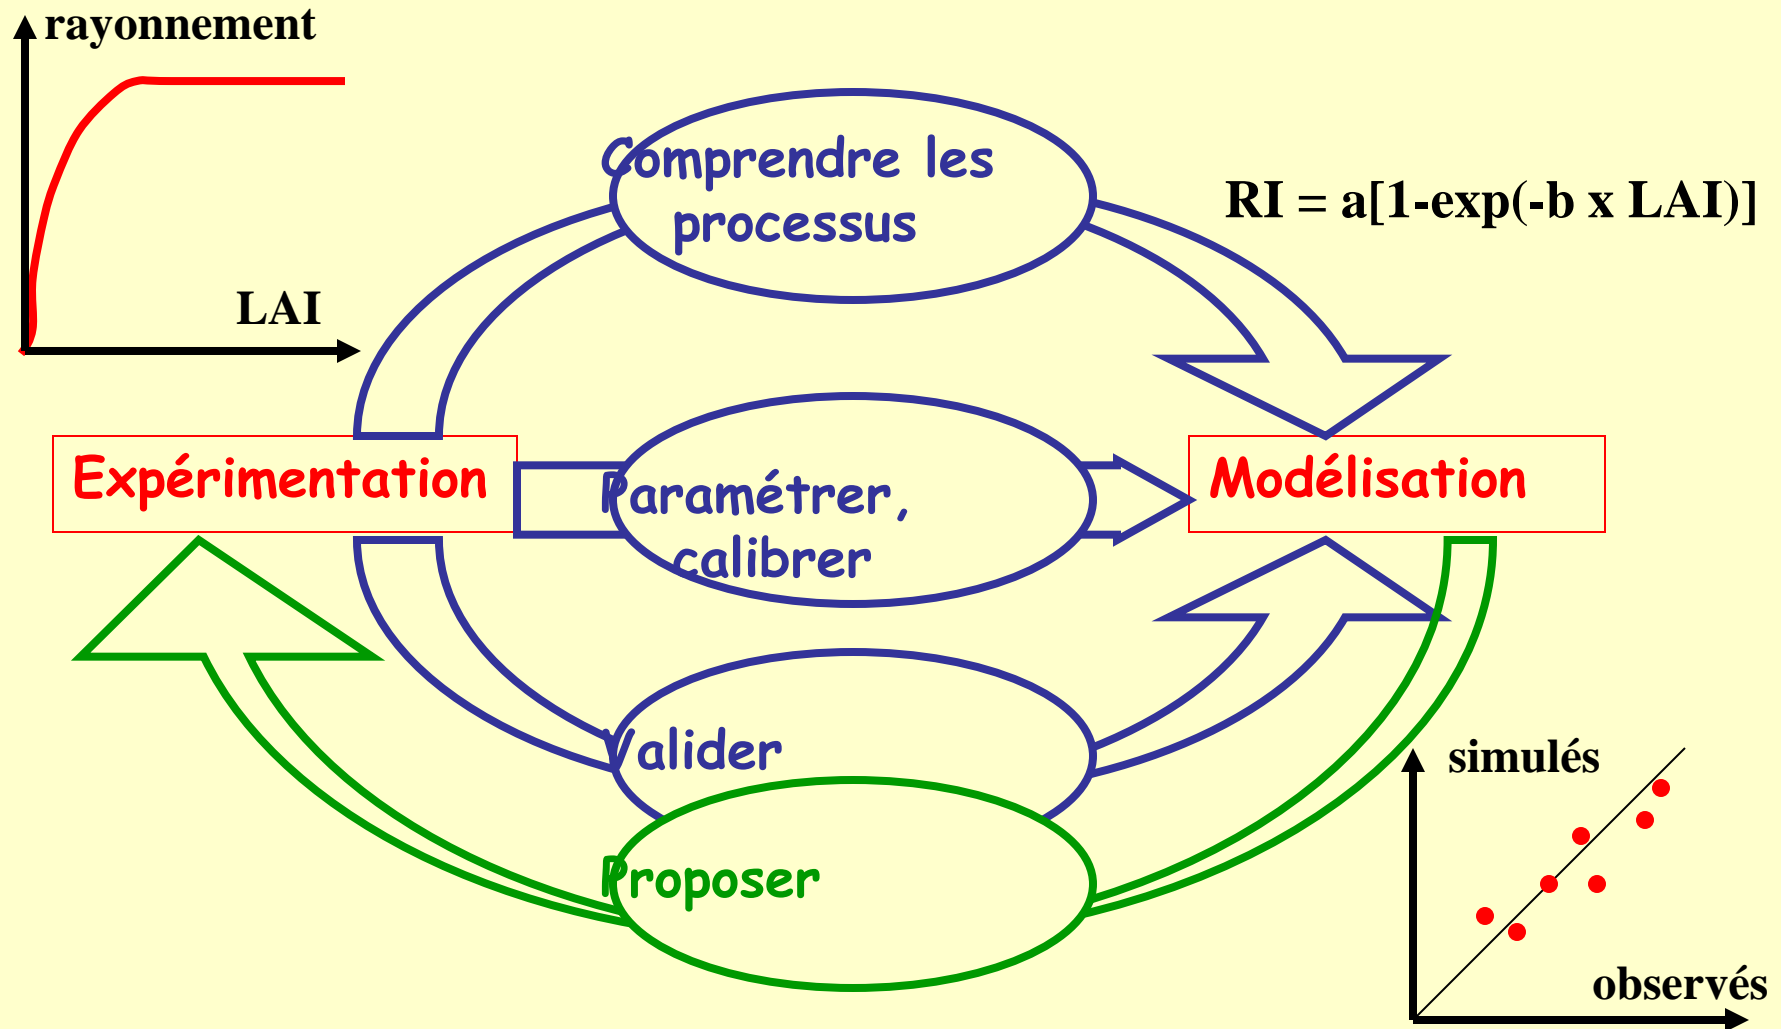 rayonnement
LAI
Comprendre les
processus
RI = a[1-exp(-b x LAI)]
Expérimentation
Paramétrer,
calibrer
Modélisation
Valider
Proposer
simulés
observés